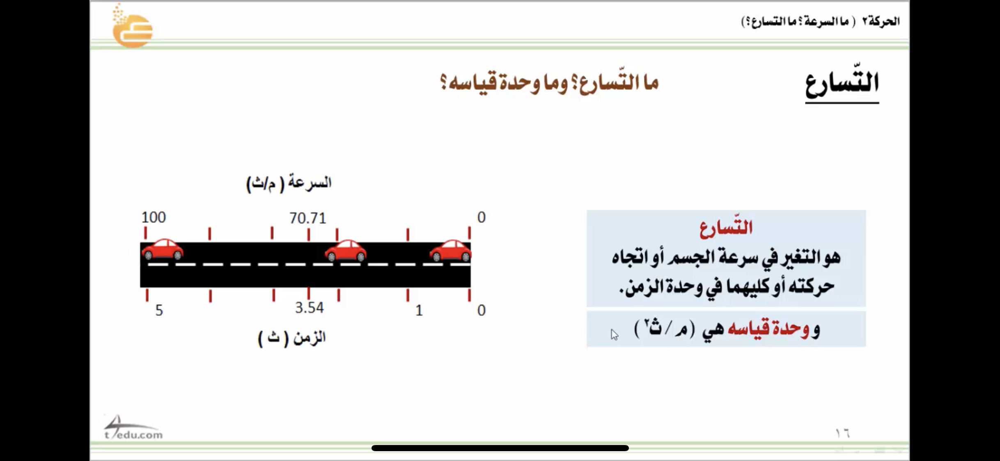 الحركة٢ ( ما السرعة؟ ما التسارع؟)
التّسارع
ما التّسارع؟ وما وحدة قياسه؟
التّسارع
هو التغير في سرعة الجسم أو اتجاه
حركته أو كليهما في وحدة الزمن.
و وحدة قياسه هي (م / ث٢)
السرعة ( م/ث)
0 70.71 100
0 1 3.54 5
الزمن ( ث )
١٦
t4edu.com